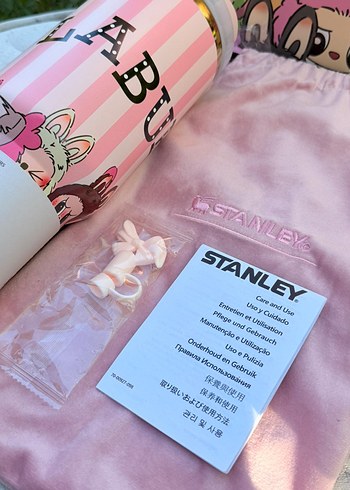 LABU
STANLEY
STANLEY
Care and Use
Uso y Cuidado
Entretien et Utilisation
Pflege und Gebrauch
Manutenção e Utilização
Uso e Pulizia
Onderhoud en Gebruik
Правила Использования
保養與使用
保养和使用
取り扱いおよび使用方法
관리 및 사용